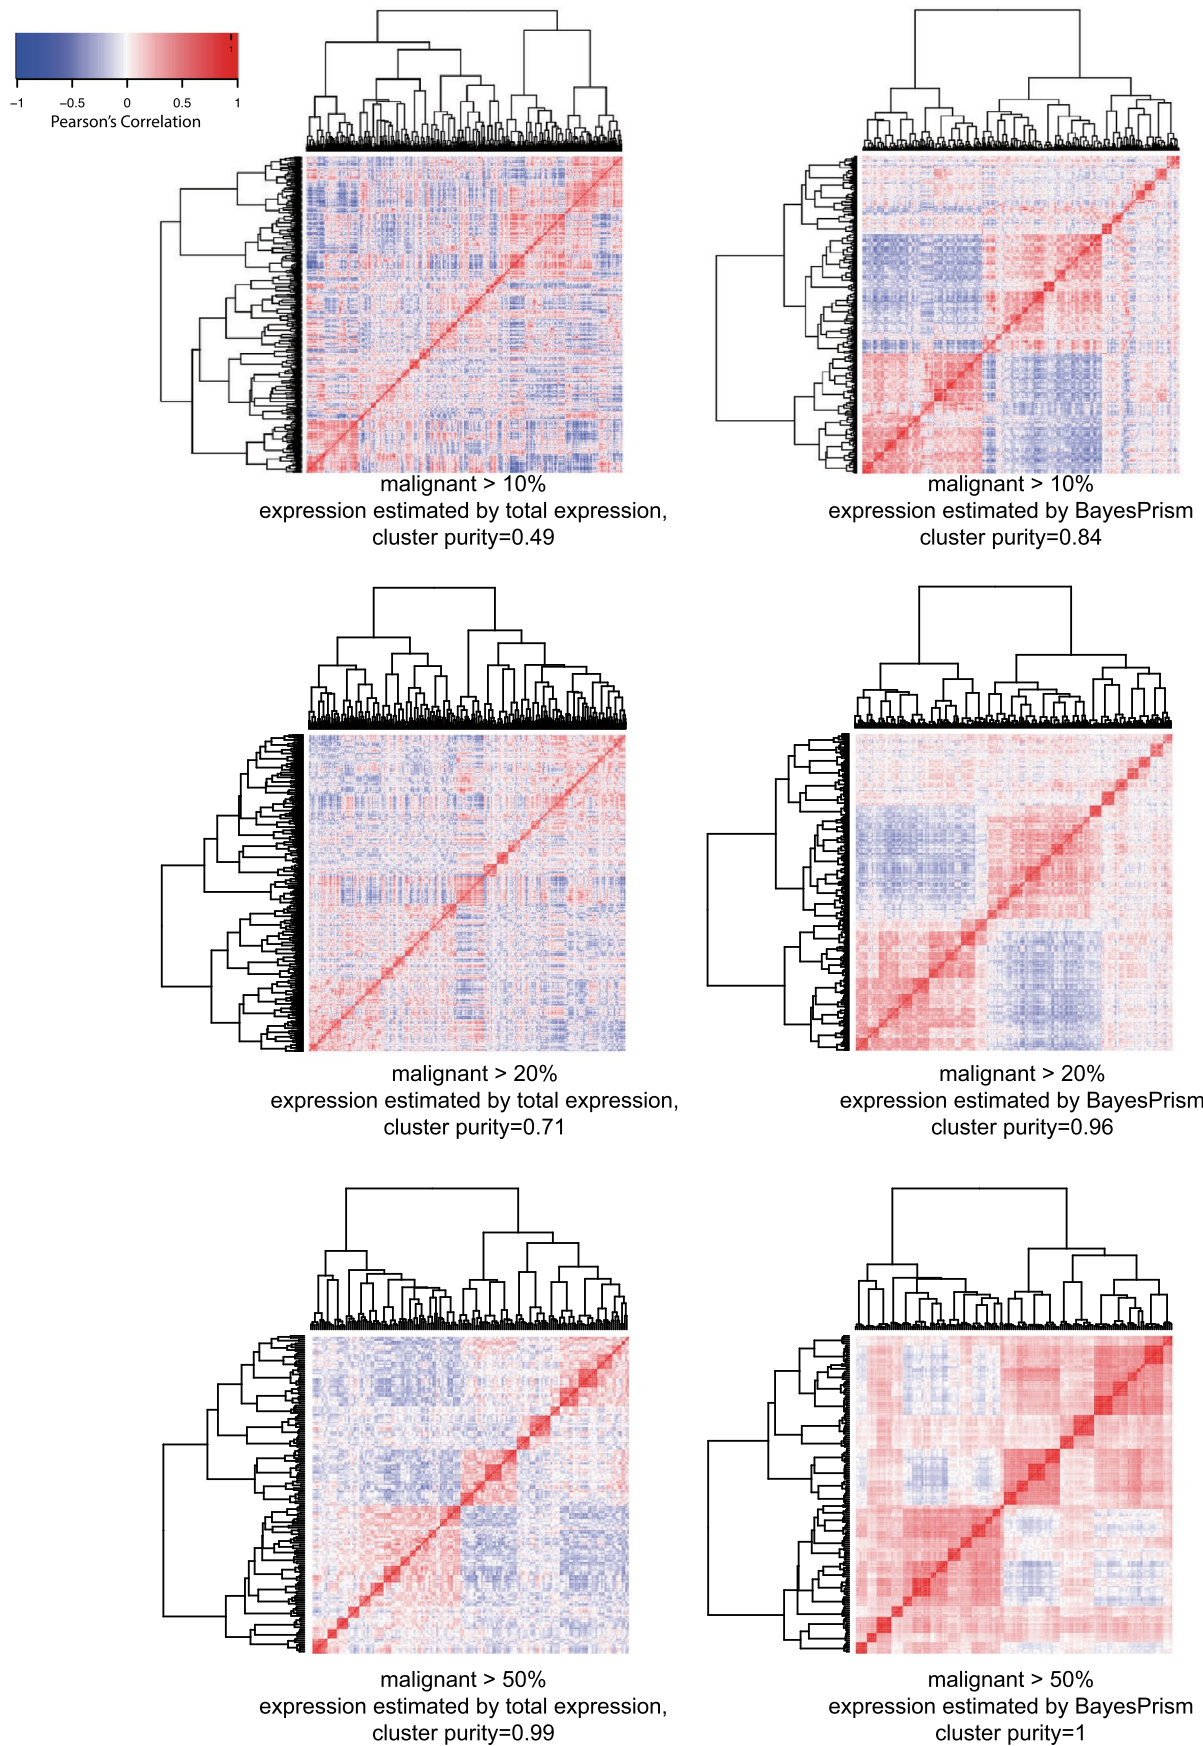 1
−1 −0.5 0 0.5 1
Pearson's Correlation
malignant > 10%
expression estimated by total expression,
cluster purity=0.49
malignant > 10%
expression estimated by BayesPrism
cluster purity=0.84
malignant > 20%
expression estimated by total expression,
cluster purity=0.71
malignant > 20%
expression estimated by BayesPrism
cluster purity=0.96
malignant > 50%
expression estimated by total expression,
cluster purity=0.99
malignant > 50%
expression estimated by BayesPrism
cluster purity=1